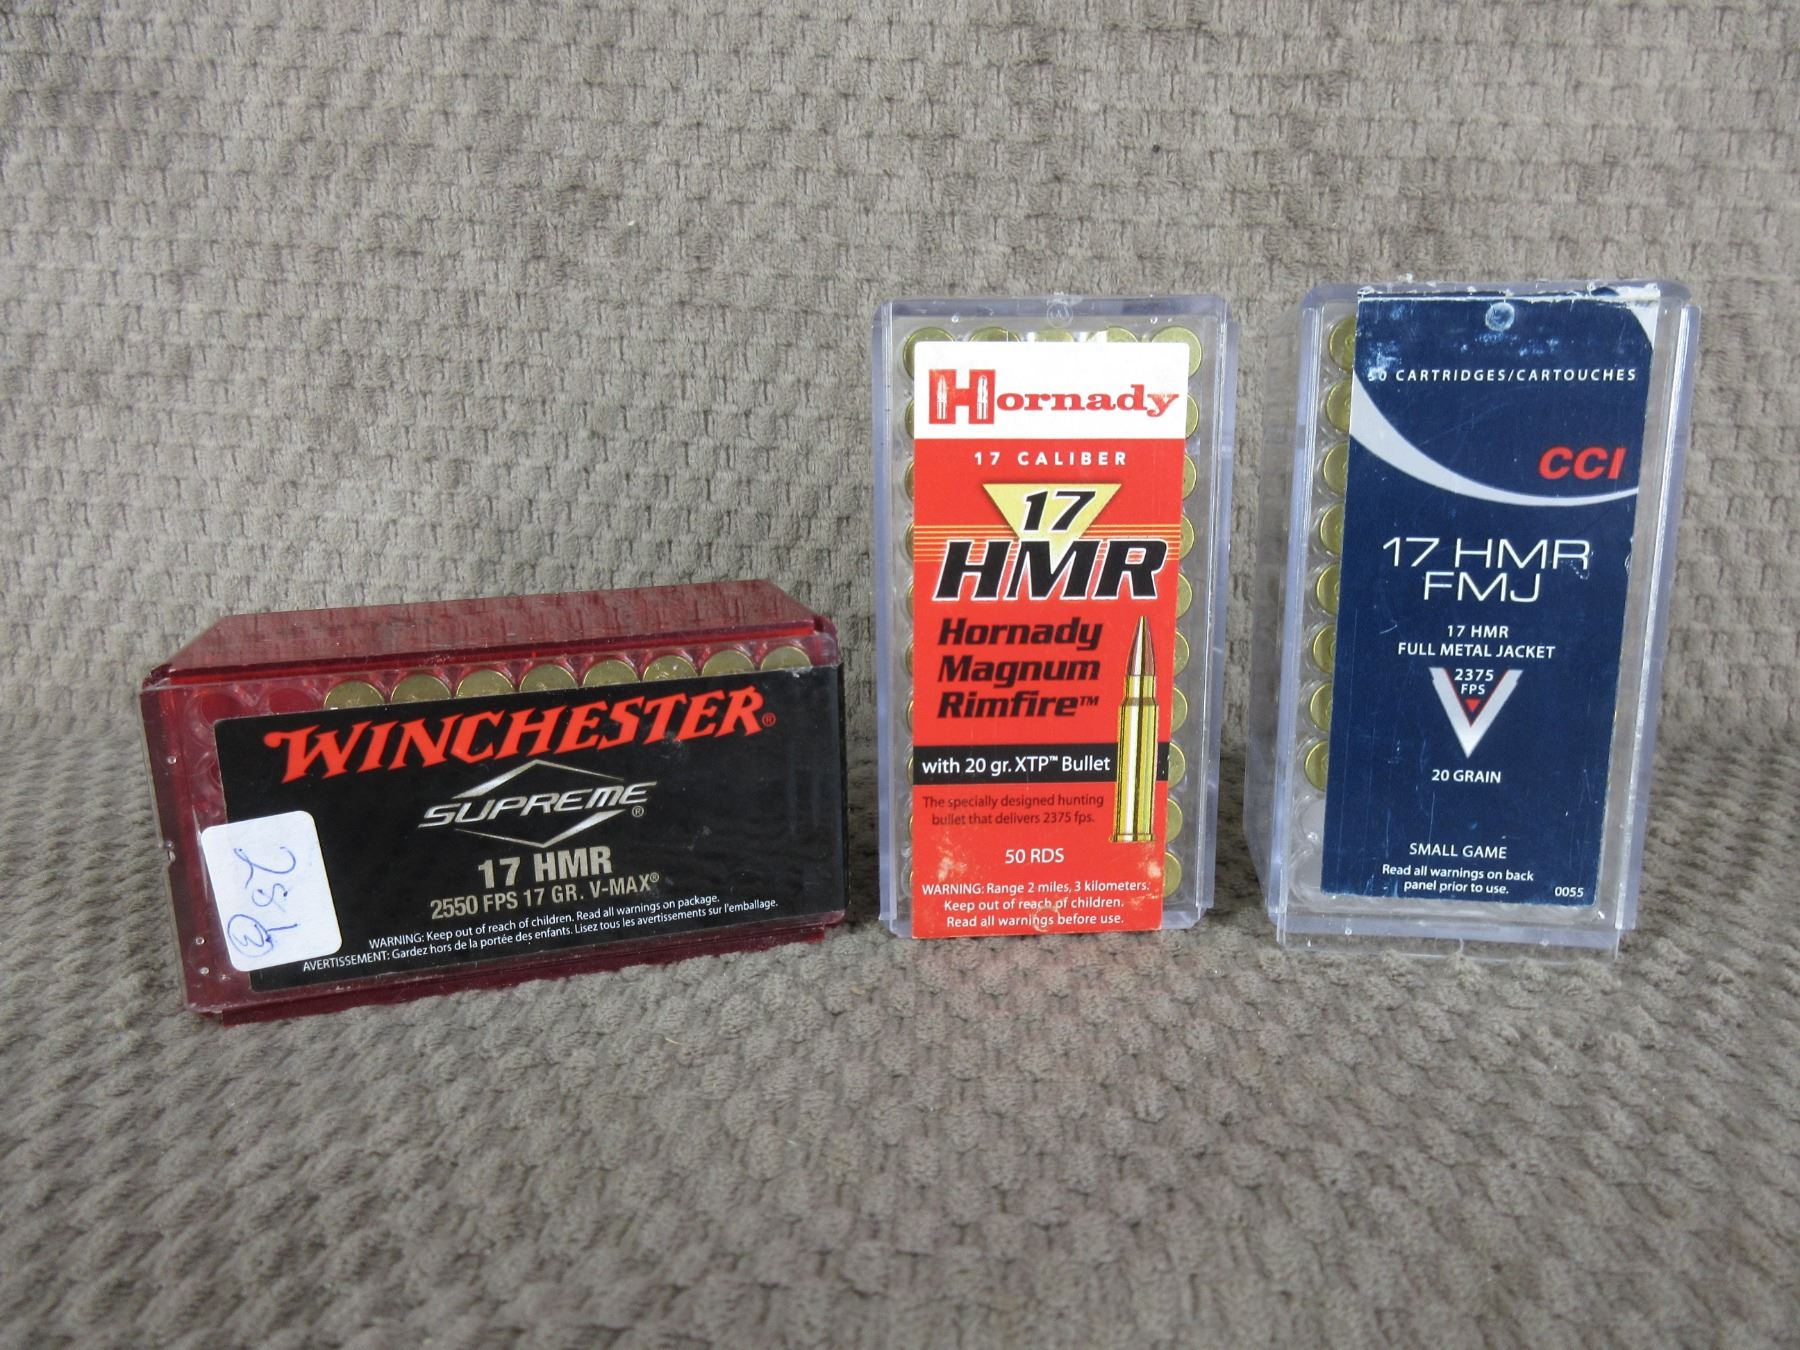 WINCHESTER®
SUPREME®
17 HMR
2550 FPS 17 GR. V-MAX®
WARNING: Keep out of reach of children. Read all warnings on package.
AVERTISSEMENT: Gardez hors de la portée des enfants. Lisez tous les avertissements sur l'emballage.
Hornady
17 CALIBER
17
HMR
Hornady
Magnum
Rimfire™
with 20 gr. XTP™ Bullet
The specially designed hunting
bullet that delivers 2375 fps.
50 RDS
WARNING: Range 2 miles, 3 kilometers.
Keep out of reach of children.
Read all warnings before use.
50 CARTRIDGES/CARTOUCHES
CCI
17 HMR
FMJ
17 HMR
FULL METAL JACKET
2375
FPS
20 GRAIN
SMALL GAME
Read all warnings on back
panel prior to use.
0055